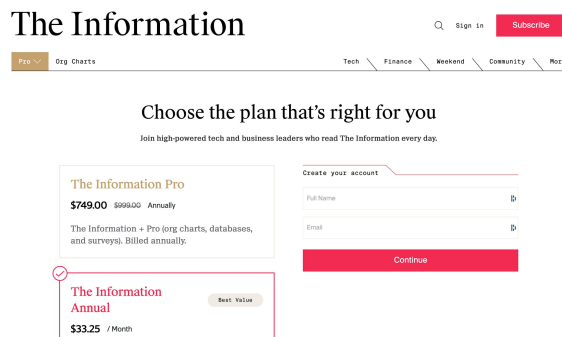 The Information
Sign in
Subscribe
Pro
Org Charts
Tech
Finance
Weekend
Community
Mor
Choose the plan that's right for you
Join high-powered tech and business leaders who read The Information every day.
The Information Pro
$749.00 $999.00 Annually
The Information + Pro (org charts, databases,
and surveys). Billed annually.
The Information
Annual
Best Value
$33.25 / Month
Create your account
Full Name
Email
Continue